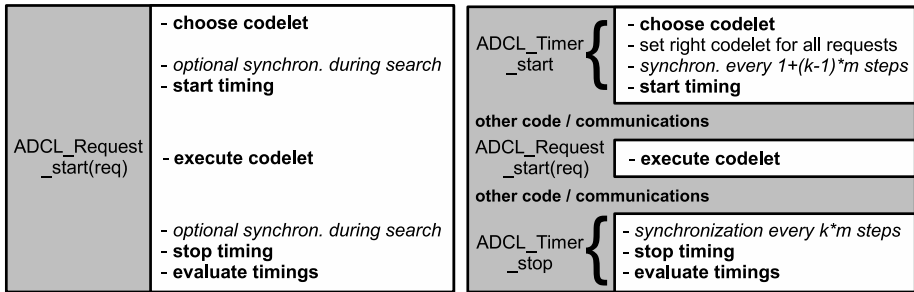 ADCL_Request
_start(req)
- choose codelet
- optional synchron. during search
- start timing
- execute codelet
- optional synchron. during search
- stop timing
- evaluate timings
ADCL_Timer
_start
- choose codelet
- set right codelet for all requests
- synchron. every 1+(k-1)*m steps
- start timing
other code / communications
ADCL_Request
_start(req)
- execute codelet
other code / communications
ADCL_Timer
_stop
- synchronization every k*m steps
- stop timing
- evaluate timings